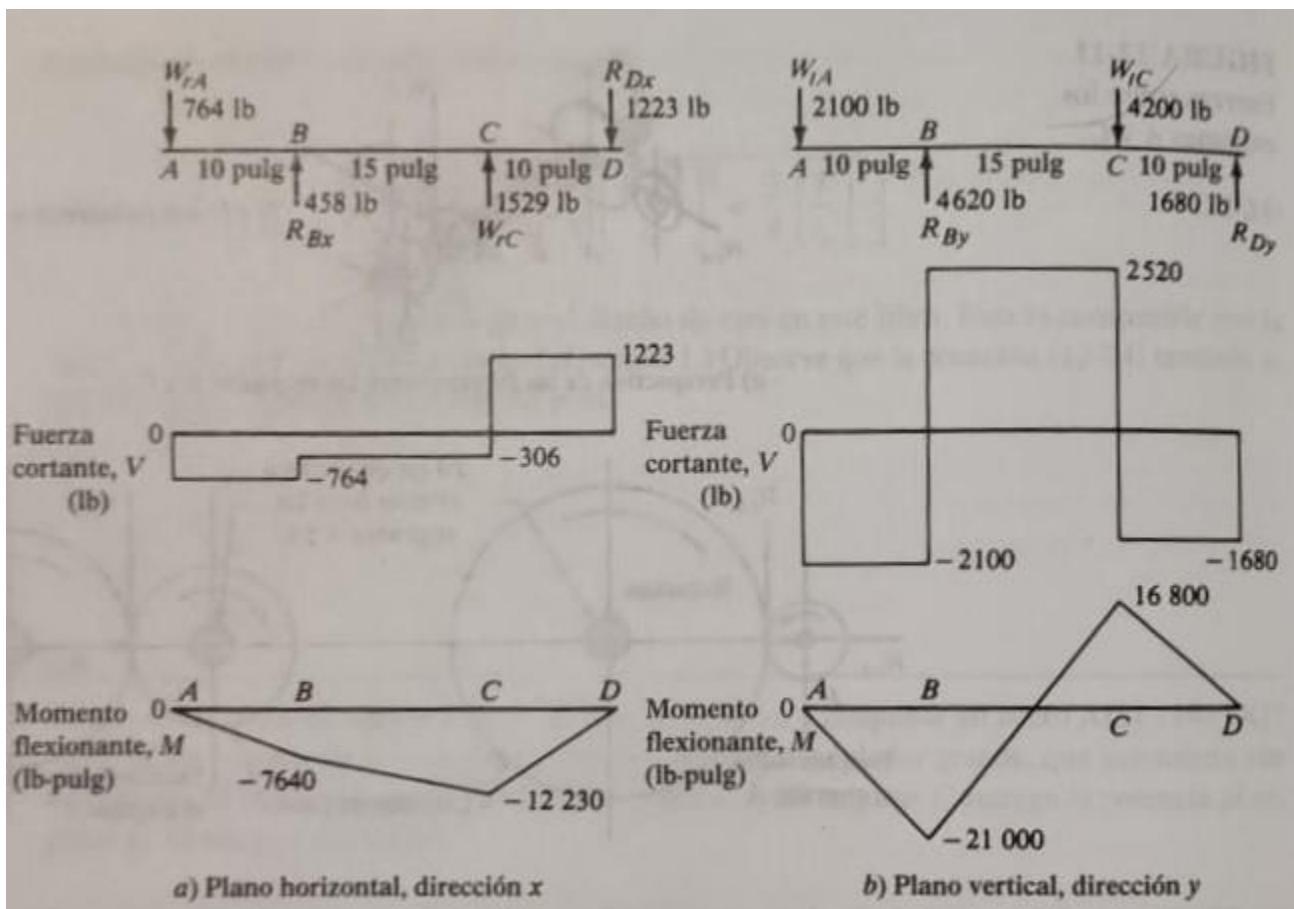 W_rA
764 lb
R_Dx
1223 lb
B
C
A 10 pulg 15 pulg 10 pulg D
458 lb
R_Bx
1529 lb
W_rC
1223
Fuerza cortante, V (lb)
0
-306
-764
A B C D
Momento flexionante, M (lb-pulg)
0
-7640
-12 230
a) Plano horizontal, dirección x
W_tA
2100 lb
W_tC
4200 lb
B
D
A 10 pulg 15 pulg C 10 pulg
4620 lb
R_By
1680 lb
R_Dy
2520
Fuerza cortante, V (lb)
0
-2100
-1680
16 800
A B
C D
Momento flexionante, M (lb-pulg)
0
-21 000
b) Plano vertical, dirección y